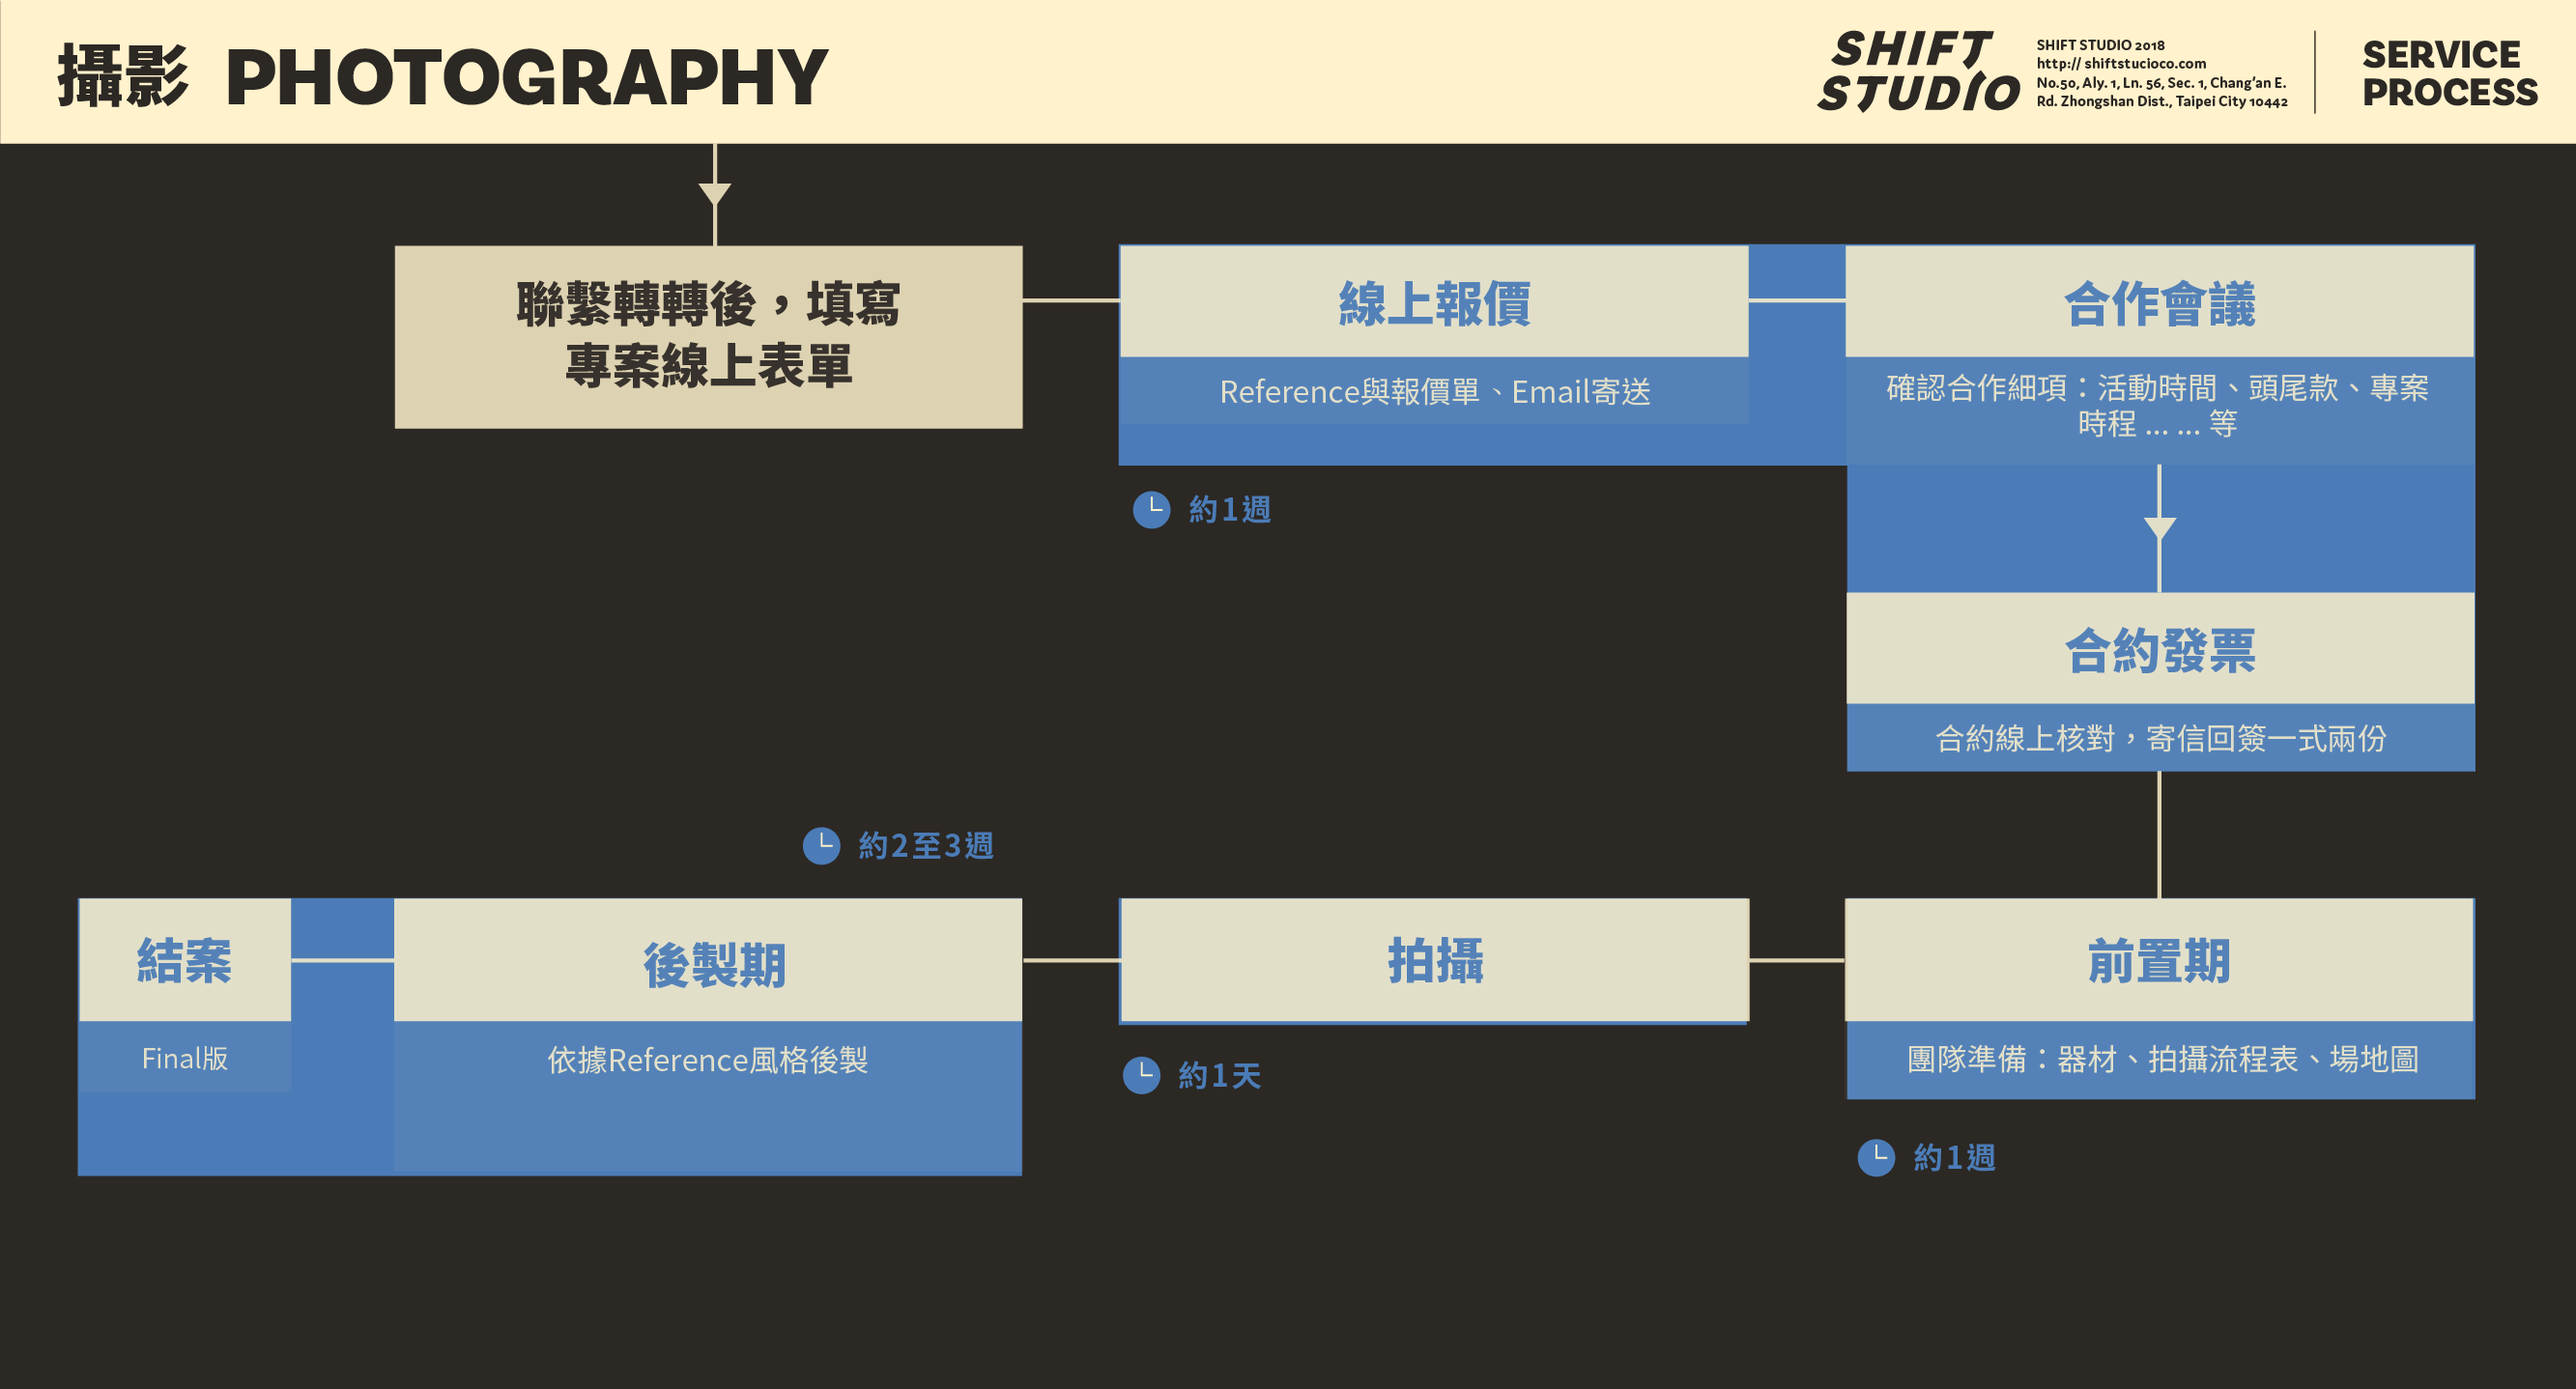 攝影 PHOTOGRAPHY
SHIFT
STUDIO
SHIFT STUDIO 2018
http:// shiftstucioco.com
No.50, Aly. 1, Ln. 56, Sec. 1, Chang'an E.
Rd. Zhongshan Dist., Taipei City 10442
SERVICE
PROCESS
聯繫轉轉後，填寫
專案線上表單
線上報價
Reference與報價單、Email寄送
約1週
合作會議
確認合作細項：活動時間、頭尾款、專案
時程 ... ... 等
合約發票
合約線上核對，寄信回簽一式兩份
前置期
團隊準備：器材、拍攝流程表、場地圖
約1週
拍攝
約1天
約2至3週
後製期
依據Reference風格後製
結案
Final版